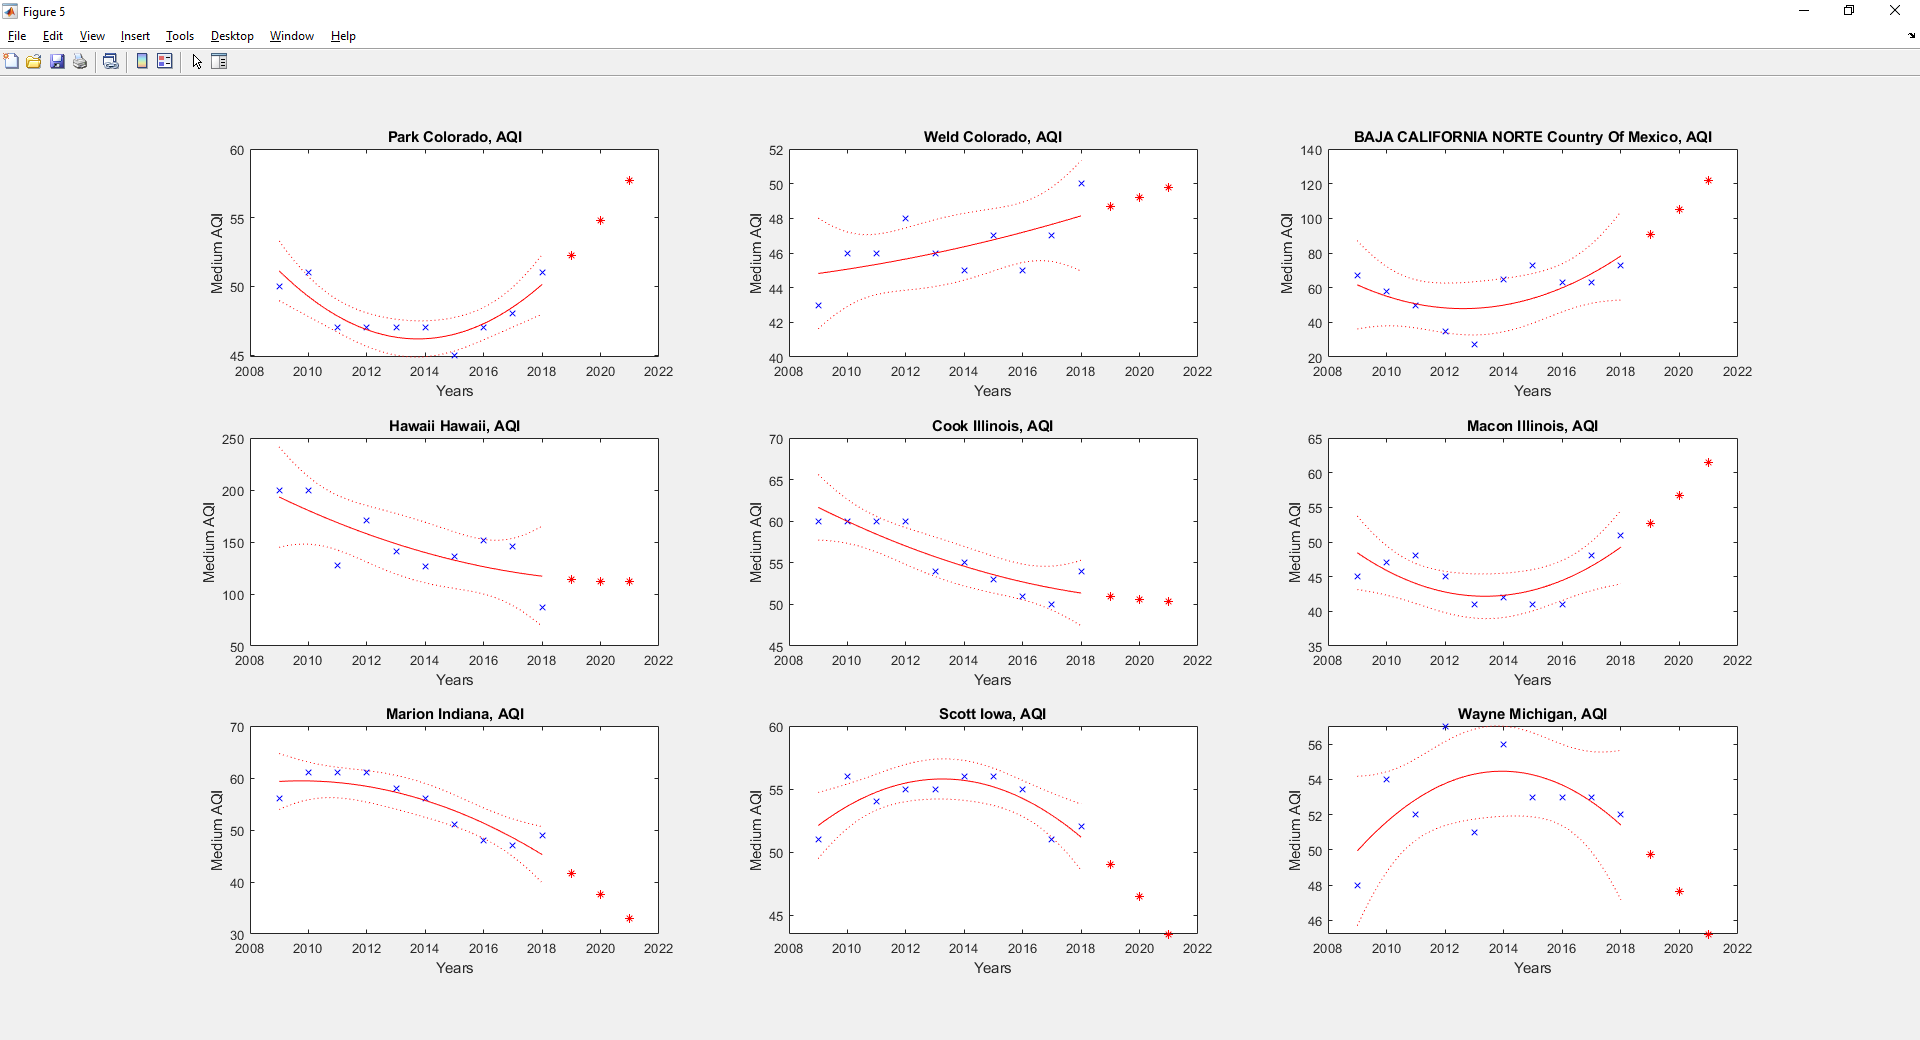 Figure 5
File Edit View Insert Tools Desktop Window Help
Park Colorado, AQI
60
55
50
45
Medium AQI
2008 2010 2012 2014 2016 2018 2020 2022
Years
Weld Colorado, AQI
52
50
48
46
44
42
40
Medium AQI
2008 2010 2012 2014 2016 2018 2020 2022
Years
BAJA CALIFORNIA NORTE Country Of Mexico, AQI
140
120
100
80
60
40
20
Medium AQI
2008 2010 2012 2014 2016 2018 2020 2022
Years
Hawaii Hawaii, AQI
250
200
150
100
50
Medium AQI
2008 2010 2012 2014 2016 2018 2020 2022
Years
Cook Illinois, AQI
70
65
60
55
50
45
Medium AQI
2008 2010 2012 2014 2016 2018 2020 2022
Years
Macon Illinois, AQI
65
60
55
50
45
40
35
Medium AQI
2008 2010 2012 2014 2016 2018 2020 2022
Years
Marion Indiana, AQI
70
60
50
40
30
Medium AQI
2008 2010 2012 2014 2016 2018 2020 2022
Years
Scott Iowa, AQI
60
55
50
45
Medium AQI
2008 2010 2012 2014 2016 2018 2020 2022
Years
Wayne Michigan, AQI
56
54
52
50
48
46
Medium AQI
2008 2010 2012 2014 2016 2018 2020 2022
Years